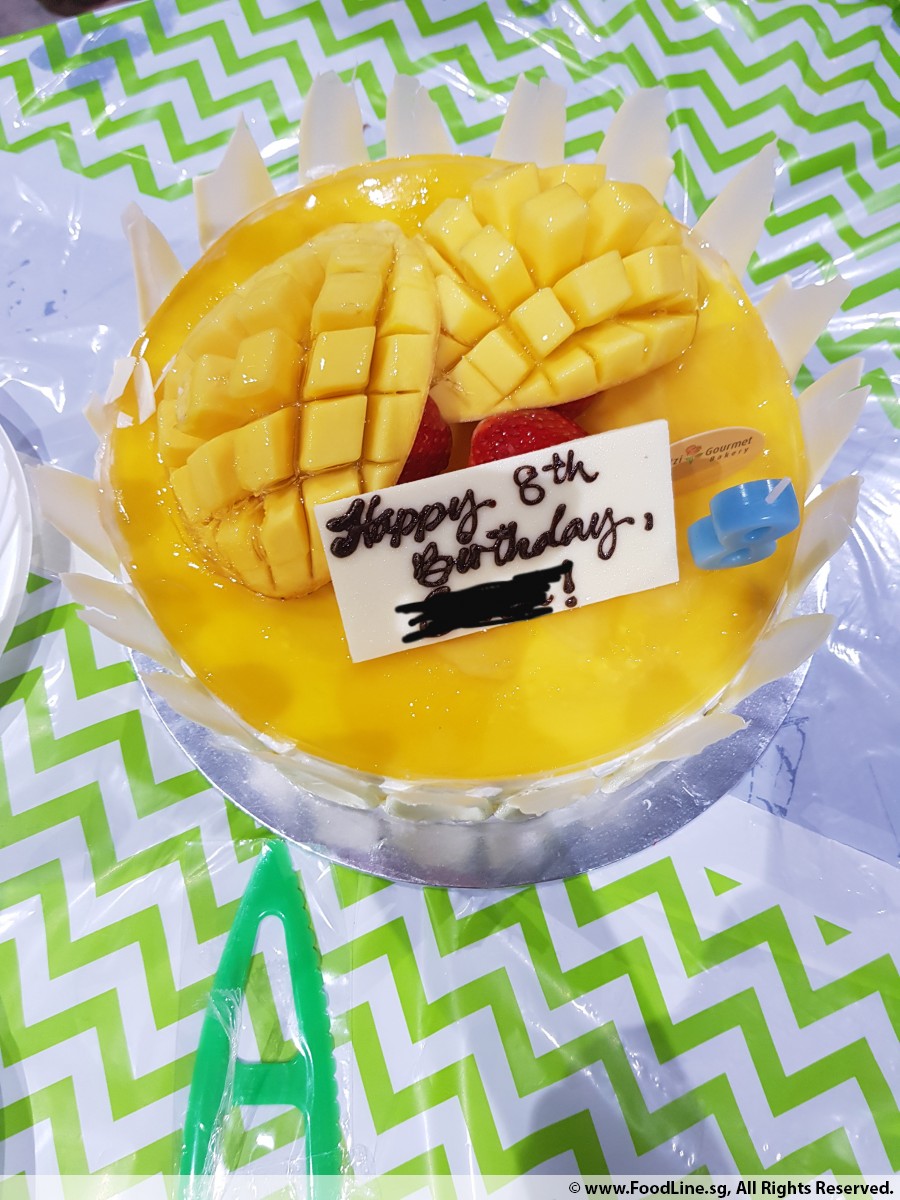 Happy 8th
Birthday,
!
Gourmet
Bakery
© www.FoodLine.sg, All Rights Reserved.